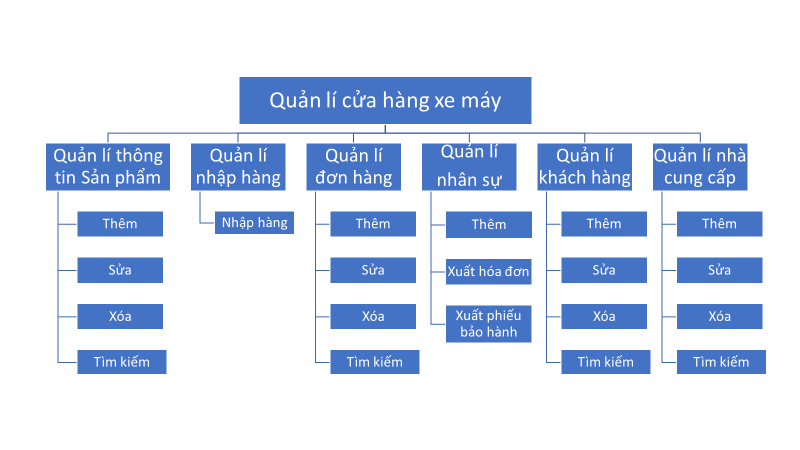 Quản lí cửa hàng xe máy
Quản lí thông
tin Sản phẩm
Thêm
Sửa
Xóa
Tìm kiếm
Quản lí
nhập hàng
Nhập hàng
Quản lí
đơn hàng
Thêm
Sửa
Xóa
Tìm kiếm
Quản lí
nhân sự
Thêm
Xuất hóa đơn
Xuất phiếu
bảo hành
Quản lí
khách hàng
Thêm
Sửa
Xóa
Tìm kiếm
Quản lí nhà
cung cấp
Thêm
Sửa
Xóa
Tìm kiếm